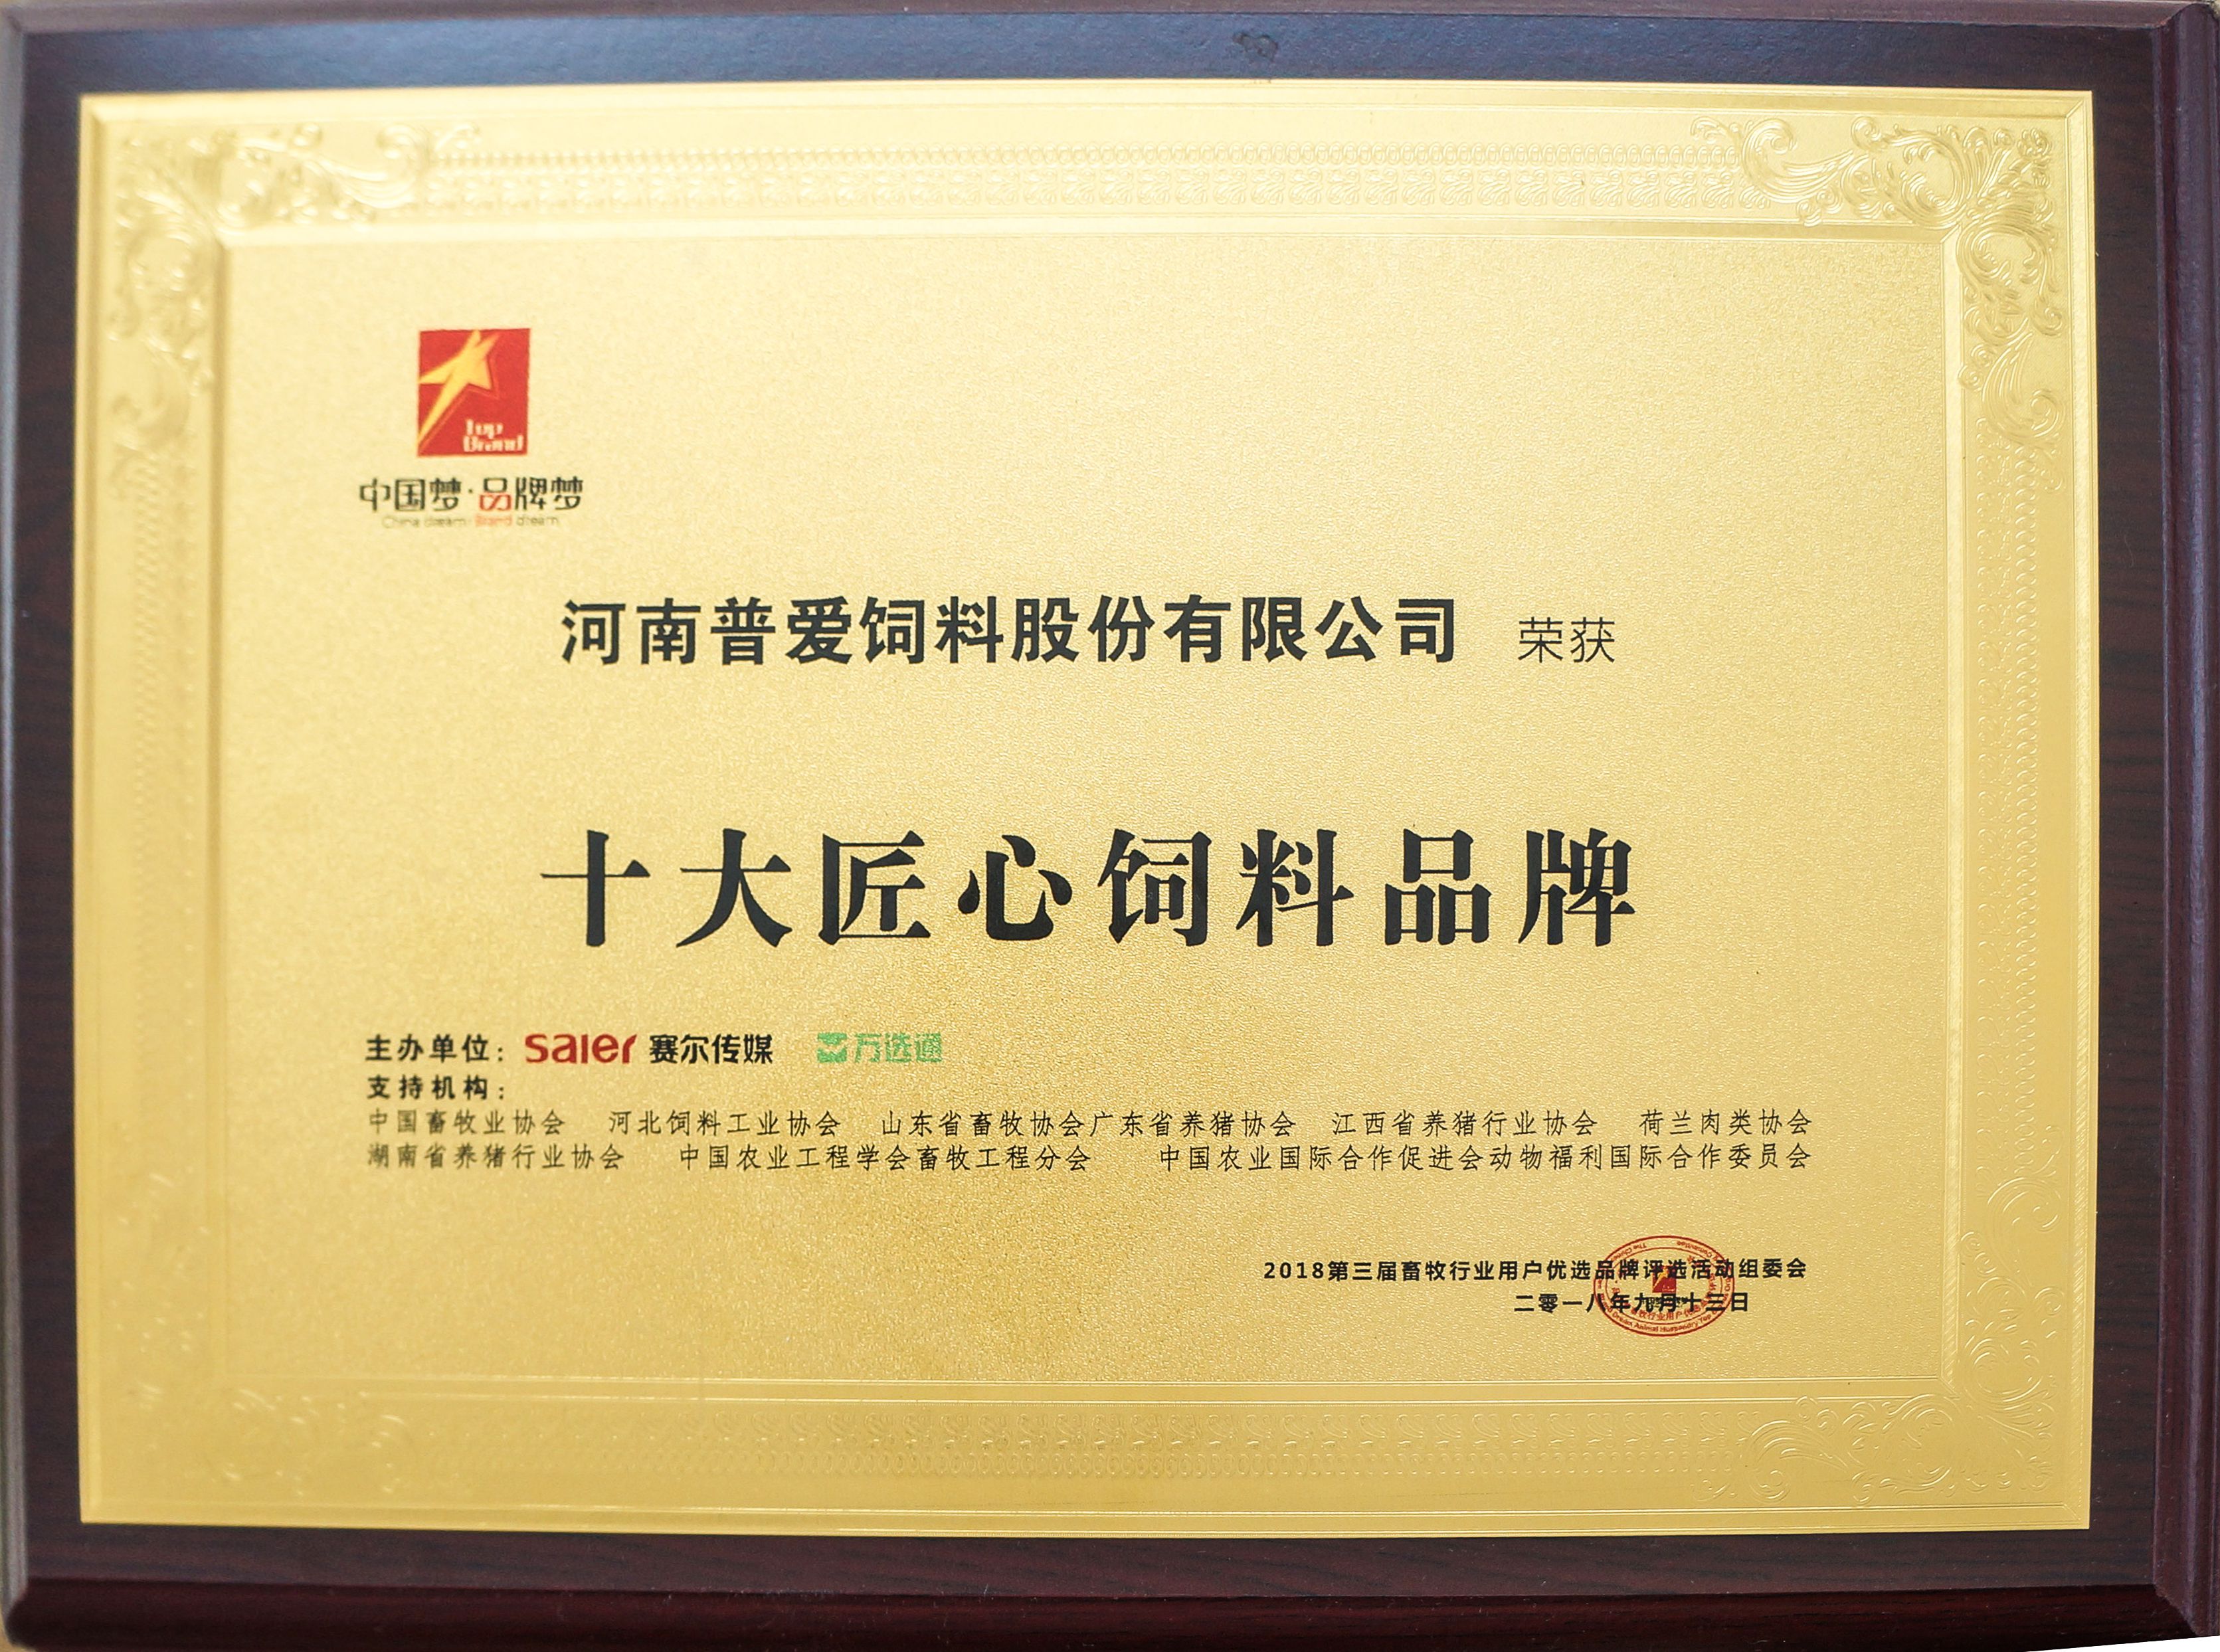 Top
Brand
中国梦·品牌梦
China dream·Brand dream
河南普爱饲料股份有限公司 荣获
十大匠心饲料品牌
主办单位: saier 赛尔传媒 万选通
支持机构:
中国畜牧业协会 河北饲料工业协会 山东省畜牧协会广东省养猪协会 江西省养猪行业协会 荷兰肉类协会
湖南省养猪行业协会 中国农业工程学会畜牧工程分会 中国农业国际合作促进会动物福利国际合作委员会
2018第三届畜牧行业用户优选品牌评选活动组委会
二零一八年九月十三日